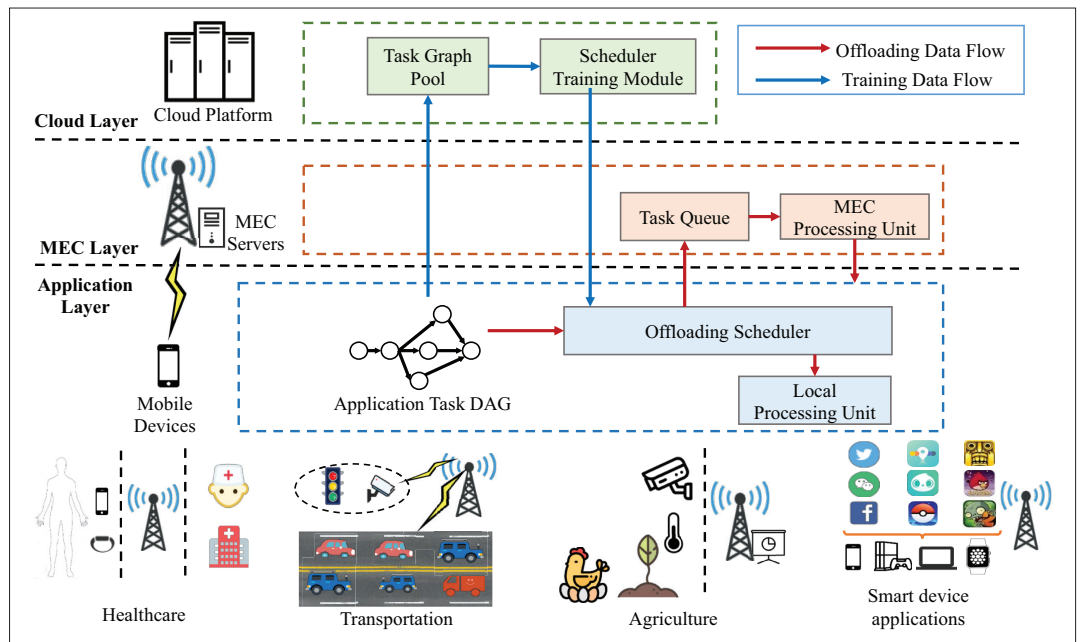 Task Graph
Pool
Scheduler
Training Module
Offloading Data Flow
Training Data Flow
Cloud Platform
Cloud Layer
MEC
Servers
Task Queue
MEC
Processing Unit
MEC Layer
Application
Layer
Offloading Scheduler
Mobile
Devices
Application Task DAG
Local
Processing Unit
Healthcare
Transportation
Agriculture
Smart device
applications